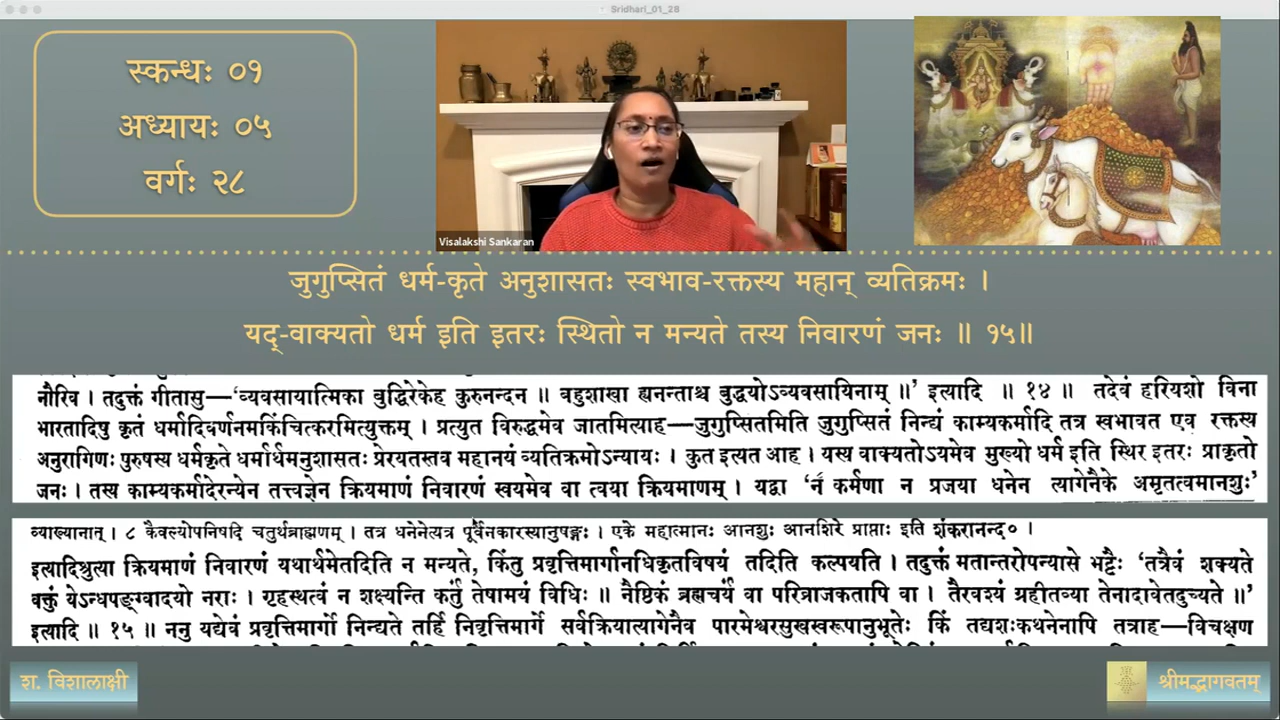 Sridhari_01_28
स्कन्धः ०१
अध्यायः ०५
वर्गः २८
Visalakshi Sankaran
जुगुप्सितं धर्म-कृते अनुशासतः स्वभाव-रक्तस्य महान् व्यतिक्रमः ।
यद्-वाक्यतो धर्म इति इतरः स्थितो न मन्यते तस्य निवारणं जनः ॥ १५॥
नौरिव । तदुक्तं गीतासु—‘व्यवसायात्मिका बुद्धिरेकेह कुरुनन्दन ॥ बहुशाखा ह्यनन्ताश्च बुद्धयोऽव्यवसायिनाम् ॥’ इत्यादि ॥ १४ ॥ तदेवं हरियशो विना
भारतादिषु कृतं धर्मादिवर्णनमकिंचित्करमित्युक्तम् । प्रत्युत विरुद्धमेव जातमित्याह—जुगुप्सितमिति जुगुप्सितं निन्द्यं काम्यकर्मादि तत्र स्वभावत एव रक्तस्य
अनुरागिणः पुरुषस्य धर्मकृते धर्मार्थमनुशासतः प्रेरयतस्तव महानयं व्यतिक्रमोऽन्यायः । कुत इत्यत आह । यस्य वाक्यतोऽयमेव मुख्यो धर्म इति स्थिर इतरः प्राकृतो
जनः । तस्य काम्यकर्मादेरन्येन तत्त्वज्ञेन क्रियमाणं निवारणं स्वयमेव वा त्वया क्रियमाणम् । यद्वा ‘न कर्मणा न प्रजया धनेन त्यागेनैके अमृतत्वमानशुः’
व्याख्यानात् । ८ कैवल्योपनिषदि चतुर्थब्राह्मणम् । तत्र धनेनेत्यत्र पूर्वेनकारस्यानुषङ्गः । एके महात्मानः आनशुः आनशिरे प्राप्ताः इति शंकरानन्द० ।
इत्यादिश्रुत्या क्रियमाणं निवारणं यथार्थमेतदिति न मन्यते, किंतु प्रवृत्तिमार्गानधिकृतविषयं तदिति कल्पयति । तदुक्तं मतान्तरोपन्यासे भट्टैः ‘तत्रैवं शक्यते
वक्तुं येऽन्धपङ्ग्वादयो नराः । गृहस्थत्वं न शक्ष्यन्ति कर्तुं तेषामयं विधिः ॥ नैष्ठिकं ब्रह्मचर्यं वा परिव्राजकतापि वा । तैरवश्यं ग्रहीतव्या तेनादावेतदुच्यते ॥’
इत्यादि ॥ १५ ॥ ननु यद्येवं प्रवृत्तिमार्गो निन्द्यते तर्हि निवृत्तिमार्गे सर्वक्रियात्यागेनैव पारमेश्वरसुखस्वरूपानुभूतेः किं तद्यशःकथनेनापि तत्राह—विचक्षण
श. विशालाक्षी
श्रीमद्भागवतम्